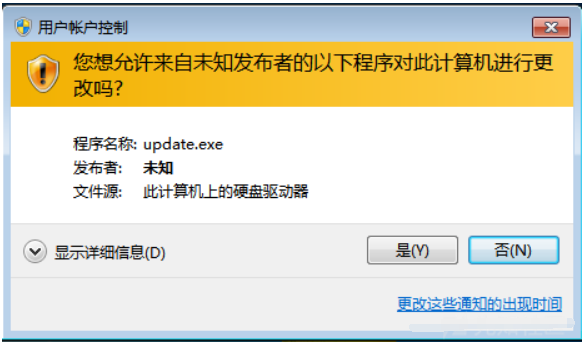 用户帐户控制
您想允许来自未知发布者的以下程序对此计算机进行更
改吗?
程序名称: update.exe
发布者: 未知
文件源: 此计算机上的硬盘驱动器
显示详细信息(D)
是(Y)
否(N)
更改这些通知的出现时间